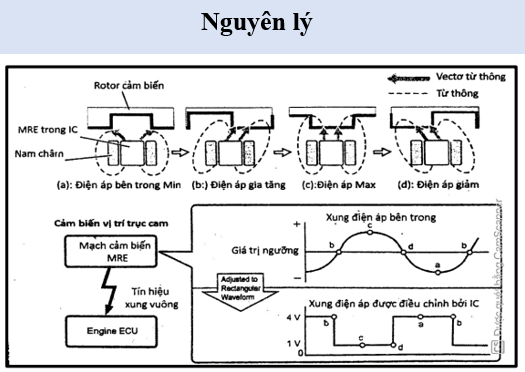 Nguyên lý
Rotor cảm biến
Vectơ từ thông
Từ thông
MRE trong IC
Nam châm
(a): Điện áp bên trong Min
(b:) Điện áp gia tăng
(c):Điện áp Max
(d): Điện áp giảm
Cảm biến vị trí trục cam
Mạch cảm biến
MRE
Tín hiệu
xung vuông
Engine ECU
Xung điện áp bên trong
+
Giá trị ngưỡng
−
c
b
d
b
a
Adjusted to
Rectangular
Waveform
Xung điện áp được điều chỉnh bởi IC
4 V
1 V
0
b
c
d
a
b
CS Được quét bằng CamScanner